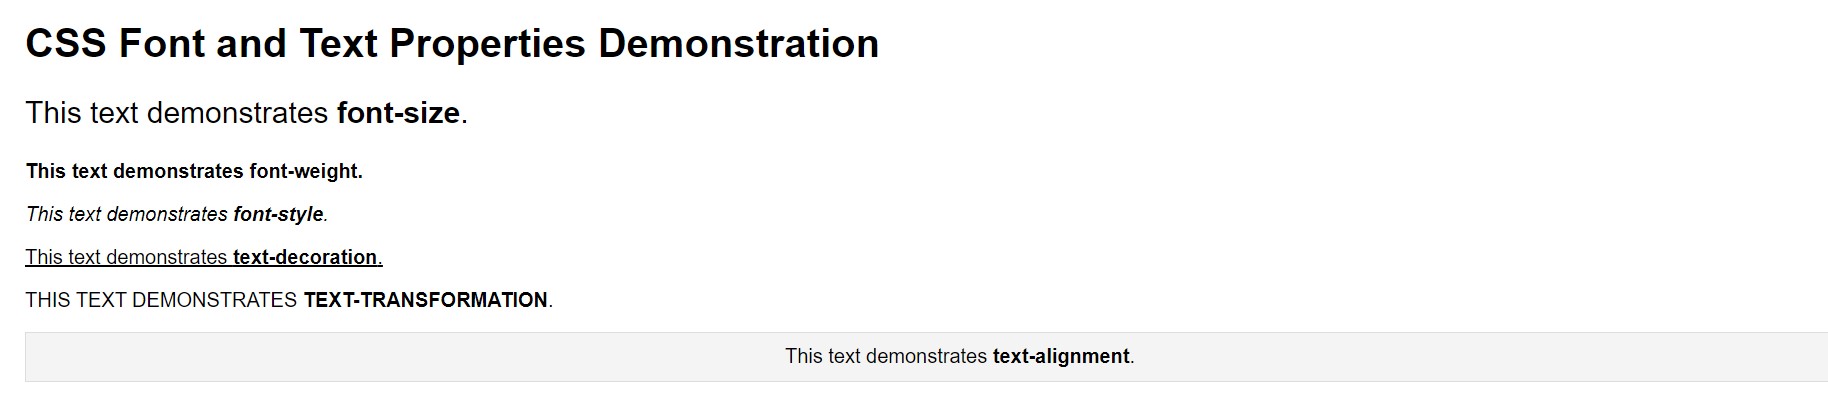 CSS Font and Text Properties Demonstration
This text demonstrates font-size.
This text demonstrates font-weight.
This text demonstrates font-style.
This text demonstrates text-decoration.
THIS TEXT DEMONSTRATES TEXT-TRANSFORMATION.
This text demonstrates text-alignment.